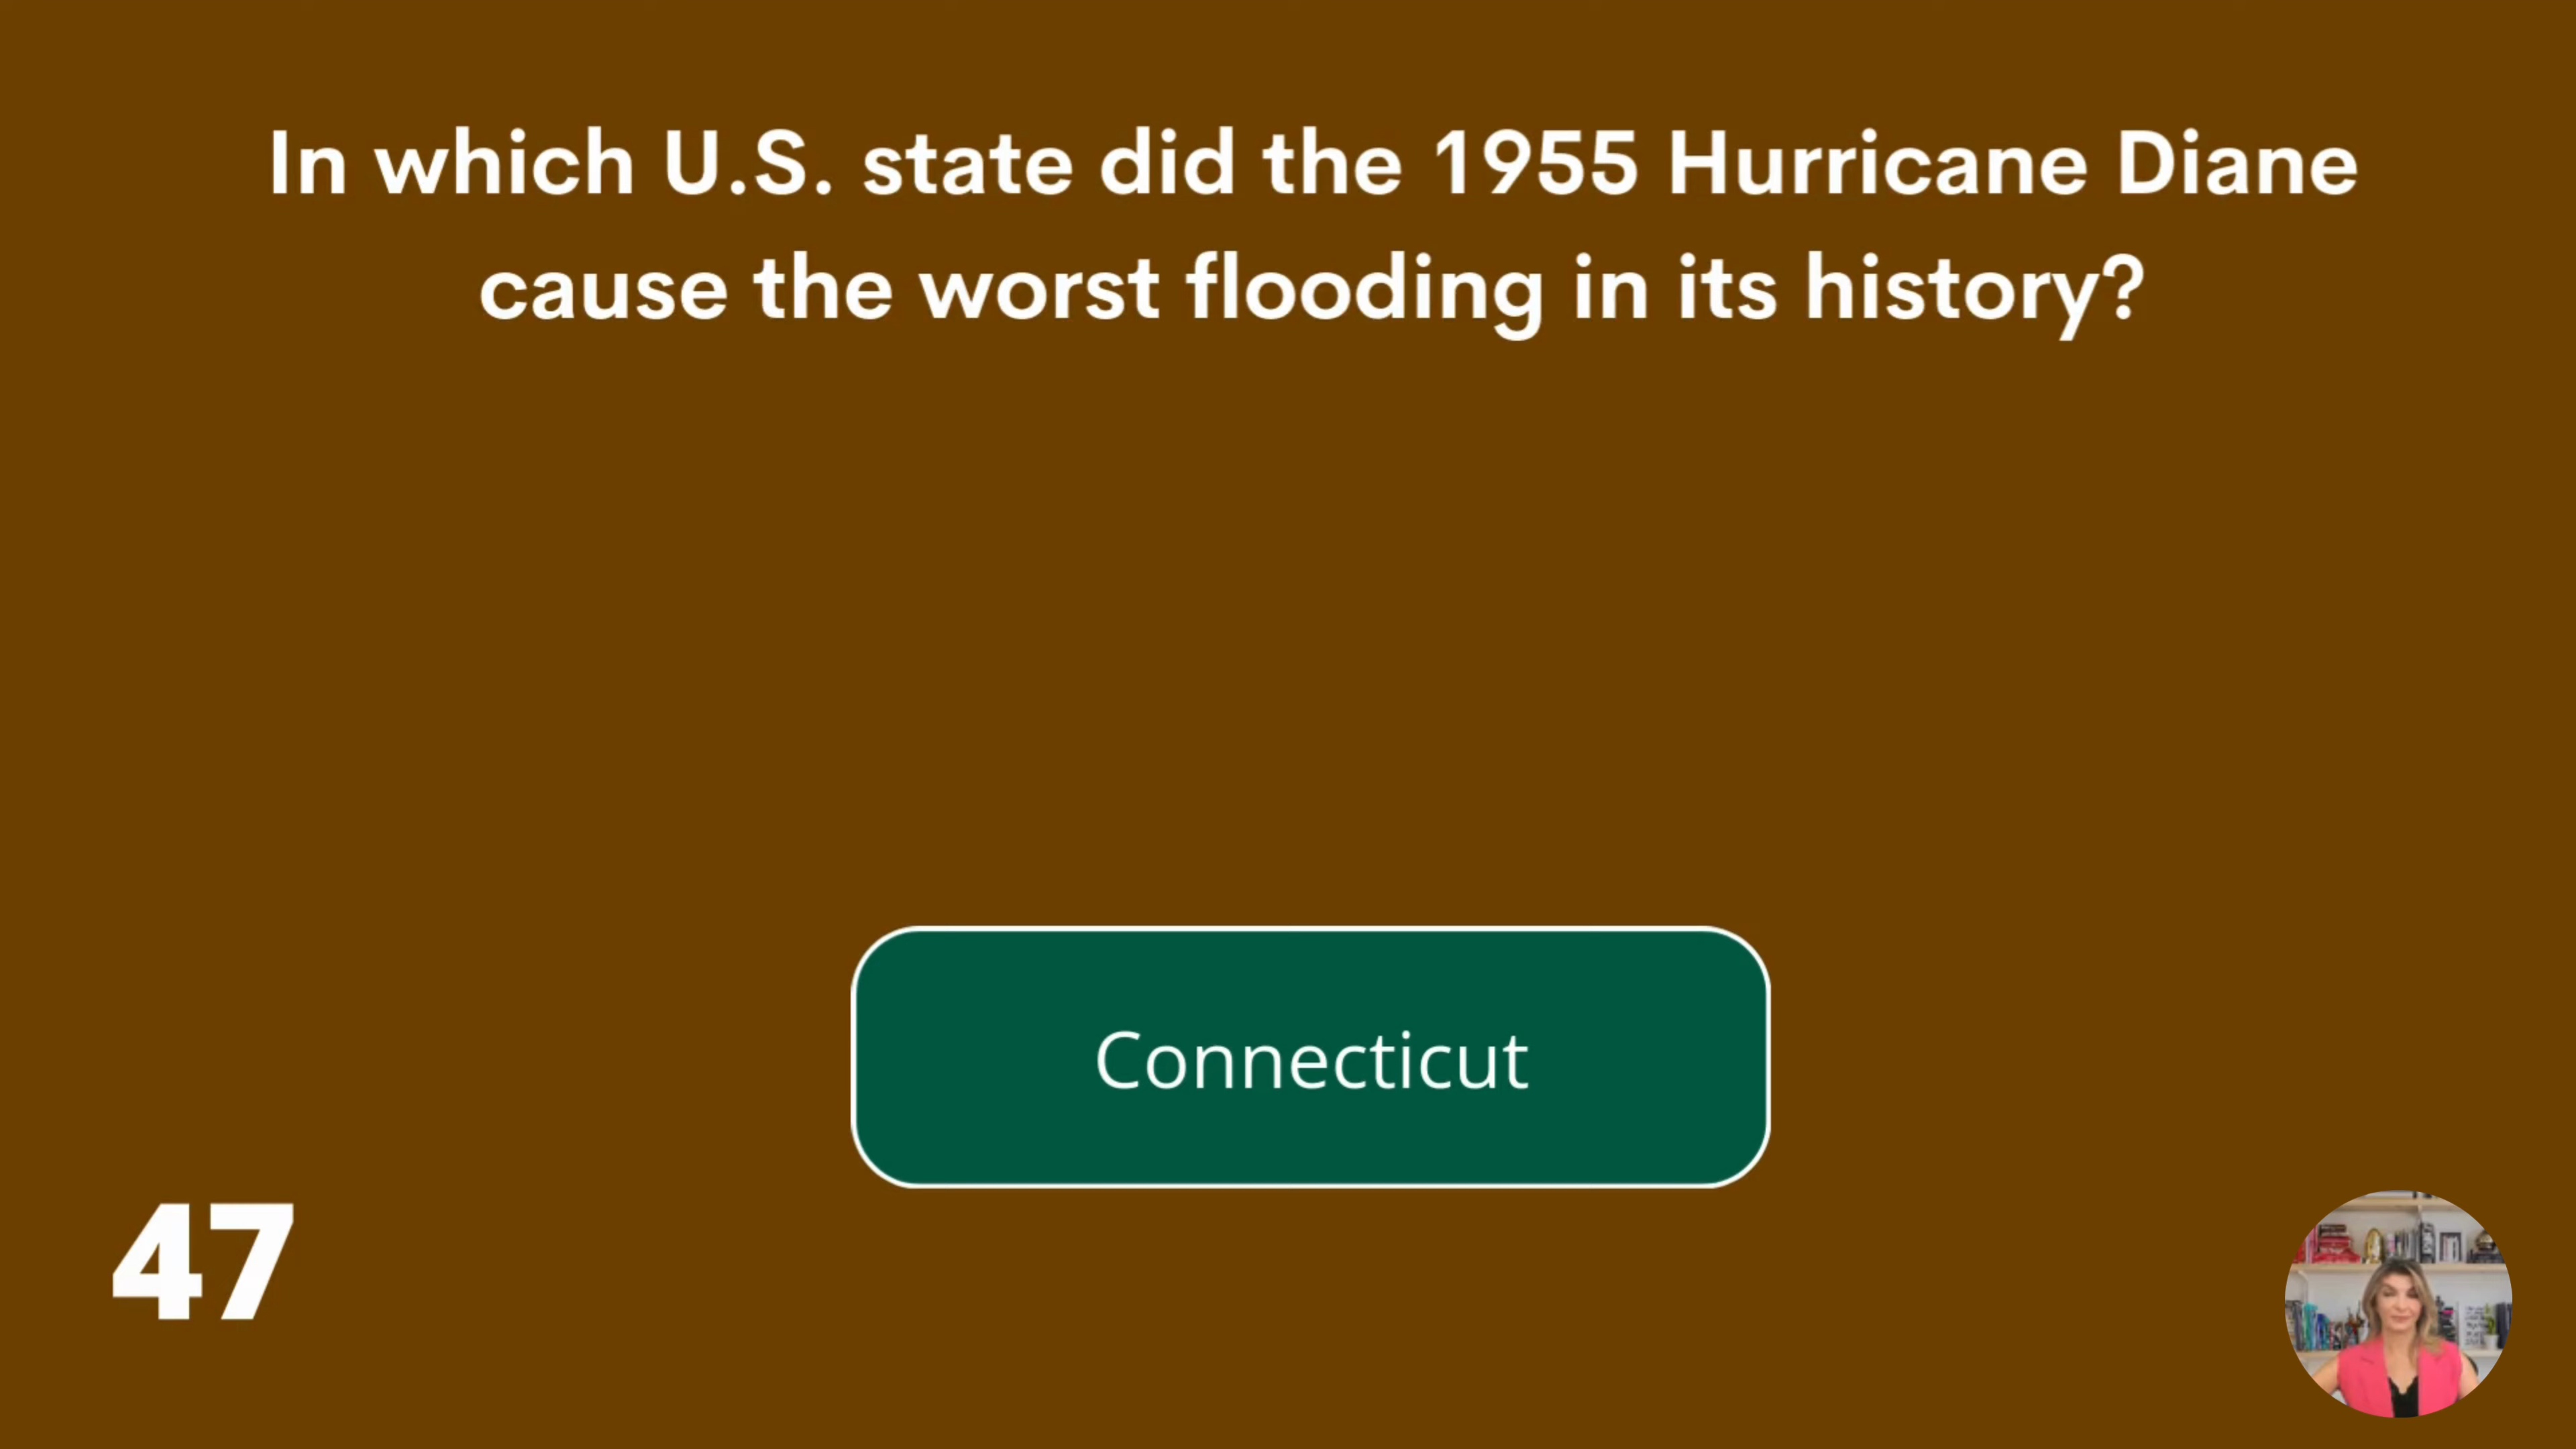 In which U.S. state did the 1955 Hurricane Diane
cause the worst flooding in its history?
Connecticut
47